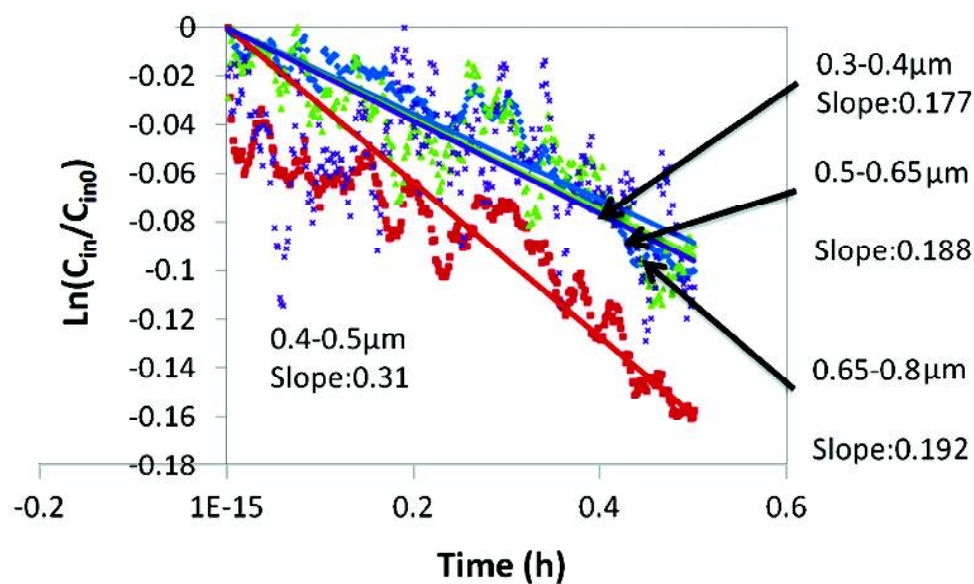 0
-0.02
-0.04
-0.06
-0.08
-0.1
-0.12
-0.14
-0.16
-0.18
Ln(Cin/Cin0)
-0.2
1E-15
0.2
0.4
0.6
Time (h)
0.4-0.5µm
Slope:0.31
0.3-0.4µm
Slope:0.177
0.5-0.65µm
Slope:0.188
0.65-0.8µm
Slope:0.192